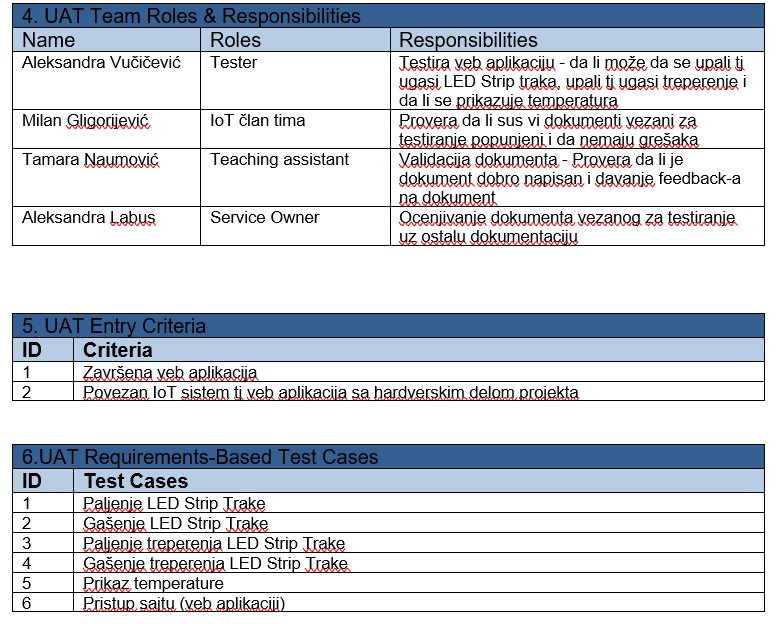 4. UAT Team Roles & Responsibilities
Name Roles Responsibilities
Aleksandra Vučičević Tester Testira veb aplikaciju - da li može da se upali tj
ugasi LED Strip traka, upali tj ugasi treperenje i
da li se prikazuje temperatura
Milan Gligorijević IoT član tima Provera da li sus vi dokumenti vezani za
testiranje popunjeni i da nemaju grešaka
Tamara Naumović Teaching assistant Validacija dokumenta - Provera da li je
dokument dobro napisan i davanje feedback-a
na dokument
Aleksandra Labus Service Owner Ocenjivanje dokumenta vezanog za testiranje
uz ostalu dokumentaciju
5. UAT Entry Criteria
ID Criteria
1 Završena veb aplikacija
2 Povezan IoT sistem tj veb aplikacija sa hardverskim delom projekta
6.UAT Requirements-Based Test Cases
ID Test Cases
1 Paljenje LED Strip Trake
2 Gašenje LED Strip Trake
3 Paljenje treperenja LED Strip Trake
4 Gašenje treperenja LED Strip Trake
5 Prikaz temperature
6 Pristup sajtu (veb aplikaciji)